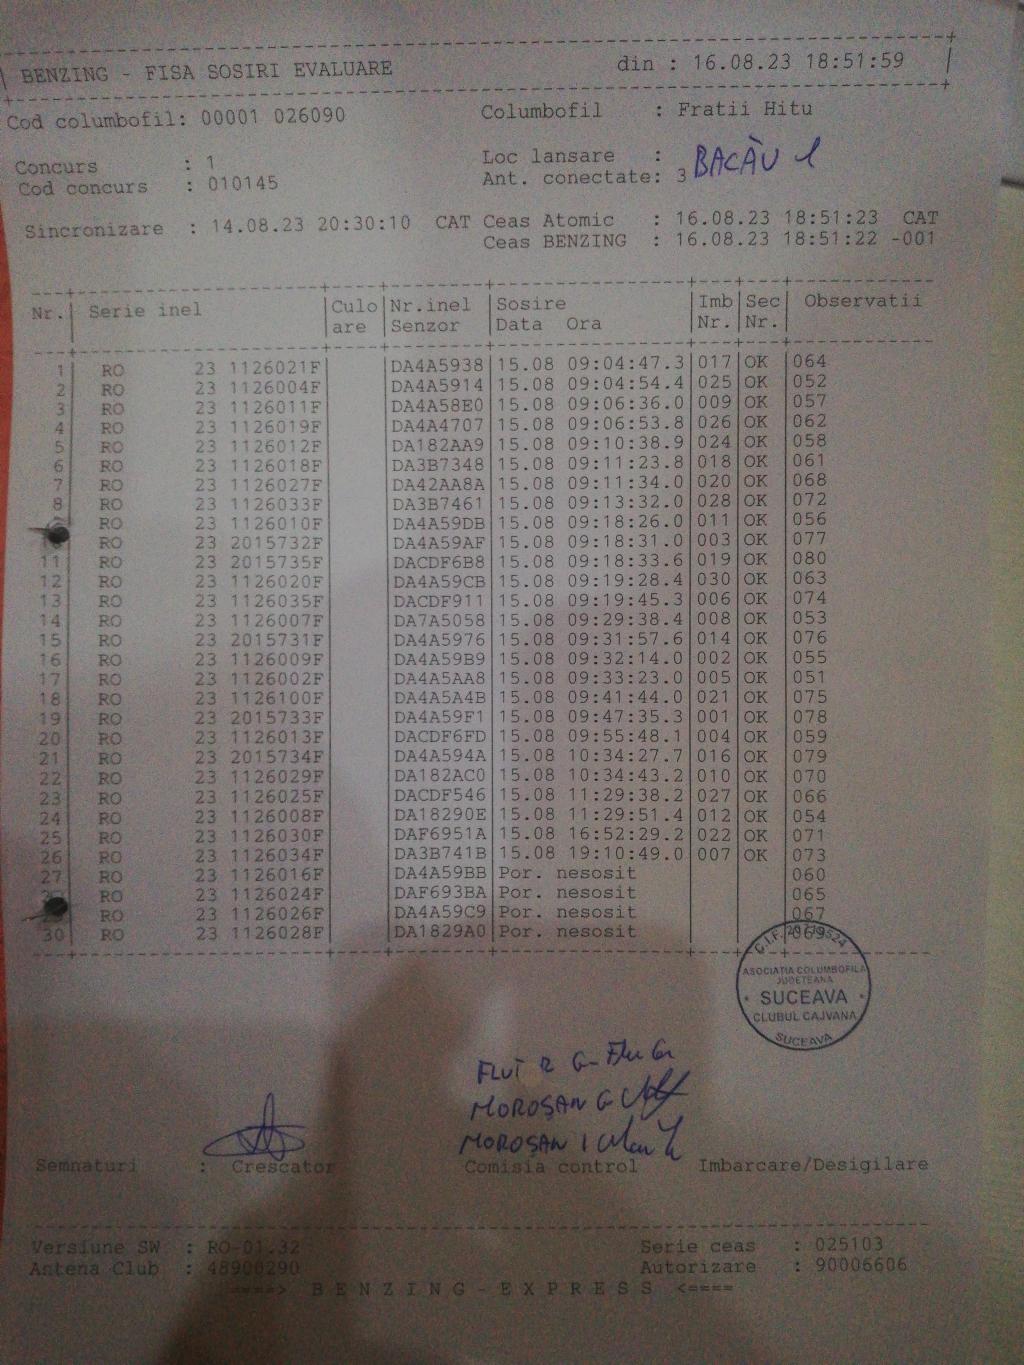 BENZING - FISA SOSIRI EVALUARE din : 16.08.23 18:51:59
Cod columbofil: 00001 026090 Columbofil : Fratii Hitu
Concurs : 1 Loc lansare : BACĂU 1
Cod concurs : 010145 Ant. conectate: 3
Sincronizare : 14.08.23 20:30:10 CAT Ceas Atomic : 16.08.23 18:51:23 CAT
Ceas BENZING : 16.08.23 18:51:22 -001
Nr. Serie inel Culo Nr.inel Sosire Imb Sec Observatii
are Senzor Data Ora Nr. Nr.
1 RO 23 1126021F DA4A5938 15.08 09:04:47.3 017 OK 064
2 RO 23 1126004F DA4A5914 15.08 09:04:54.4 025 OK 052
3 RO 23 1126011F DA4A58E0 15.08 09:06:36.0 009 OK 057
4 RO 23 1126019F DA4A4707 15.08 09:06:53.8 026 OK 062
5 RO 23 1126012F DA182AA9 15.08 09:10:38.9 024 OK 058
6 RO 23 1126018F DA3B7348 15.08 09:11:23.8 018 OK 061
7 RO 23 1126027F DA42AA8A 15.08 09:11:34.0 020 OK 068
8 RO 23 1126033F DA3B7461 15.08 09:13:32.0 028 OK 072
RO 23 1126010F DA4A59DB 15.08 09:18:26.0 011 OK 056
10 RO 23 2015732F DA4A59AF 15.08 09:18:31.0 003 OK 077
11 RO 23 2015735F DACDF6B8 15.08 09:18:33.6 019 OK 080
12 RO 23 1126020F DA4A59CB 15.08 09:19:28.4 030 OK 063
13 RO 23 1126035F DACDF911 15.08 09:19:45.3 006 OK 074
14 RO 23 1126007F DA7A5058 15.08 09:29:38.4 008 OK 053
15 RO 23 2015731F DA4A5976 15.08 09:31:57.6 014 OK 076
16 RO 23 1126009F DA4A59B9 15.08 09:32:14.0 002 OK 055
17 RO 23 1126002F DA4A5AA8 15.08 09:33:23.0 005 OK 051
18 RO 23 1126100F DA4A5A4B 15.08 09:41:44.0 021 OK 075
19 RO 23 2015733F DA4A59F1 15.08 09:47:35.3 001 OK 078
20 RO 23 1126013F DACDF6FD 15.08 09:55:48.1 004 OK 059
21 RO 23 2015734F DA4A594A 15.08 10:34:27.7 016 OK 079
22 RO 23 1126029F DA182AC0 15.08 10:34:43.2 010 OK 070
23 RO 23 1126025F DACDF546 15.08 11:29:38.2 027 OK 066
24 RO 23 1126008F DA18290E 15.08 11:29:51.4 012 OK 054
25 RO 23 1126030F DAF6951A 15.08 16:52:29.2 022 OK 071
26 RO 23 1126034F DA3B741B 15.08 19:10:49.0 007 OK 073
27 RO 23 1126016F DA4A59BB Por. nesosit 060
RO 23 1126024F DAF693BA Por. nesosit 065
RO 23 1126026F DA4A59C9 Por. nesosit 067
30 RO 23 1126028F DA1829A0 Por. nesosit 069
C.I.F.
ASOCIATIA COLUMBOFILA
JUDETEANA
SUCEAVA
CLUBUL CAJVANA
SUCEAVA
FLUT R G
MOROȘAN G
MOROȘAN I
Semnaturi : Crescator Comisia control Imbarcare/Desigilare
Versiune SW : RO-01.32 Serie ceas : 025103
Antena Club : 48900290 Autorizare : 90006606
====> BENZING-EXPRESS <====